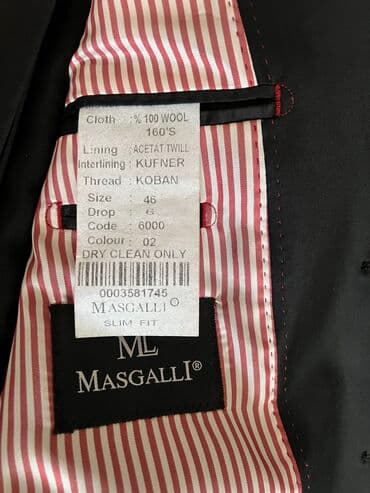 Cloth : % 100 WOOL
160'S
Lining : ACETAT TWILL
Interlining : KUFNER
Thread : KOBAN
Size : 46
Drop : 6
Code : 6000
Colour : 02
DRY CLEAN ONLY
0003581745
MASGALLI ®
SLIM FIT
ML
MASGALLI®